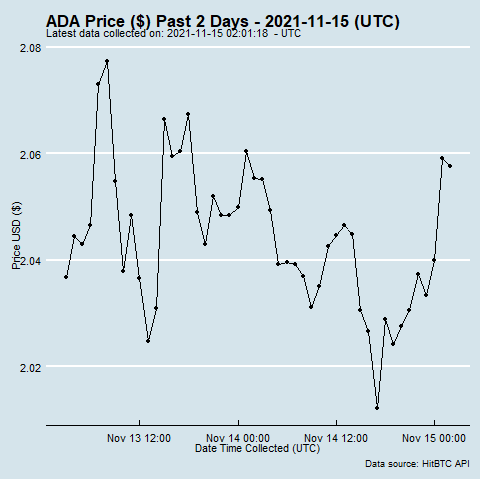 ADA Price ($) Past 2 Days - 2021-11-15 (UTC)
Latest data collected on: 2021-11-15 02:01:18  - UTC
2.08
2.06
2.04
2.02
Price USD ($)
Nov 13 12:00
Nov 14 00:00
Nov 14 12:00
Nov 15 00:00
Date Time Collected (UTC)
Data source: HitBTC API